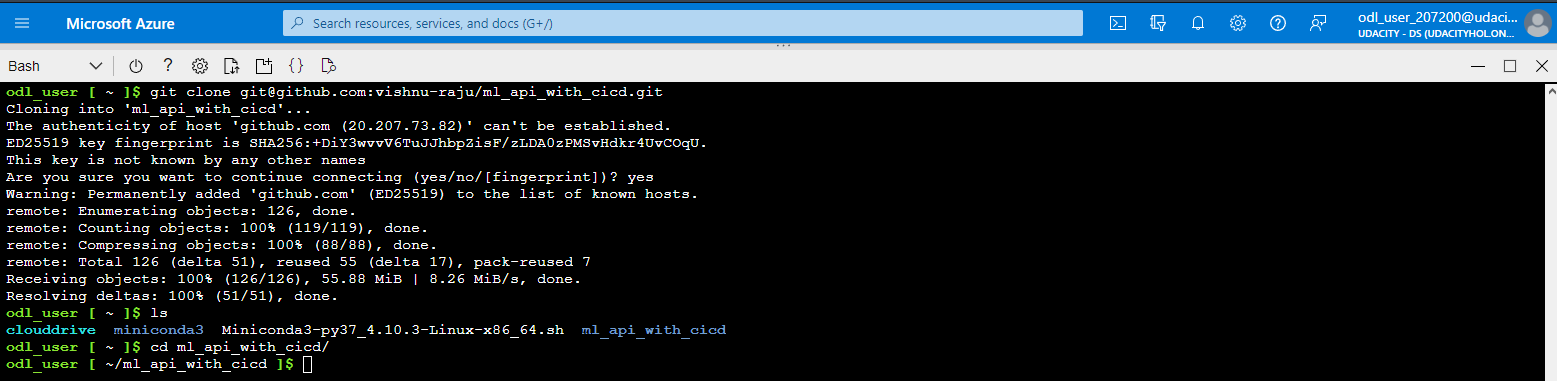 Microsoft Azure
Search resources, services, and docs (G+/)
odl_user_207200@udaci...
UDACITY - DS (UDACITYHOL.ON...
Bash
odl_user [ ~ ]$ git clone git@github.com:vishnu-raju/ml_api_with_cicd.git
Cloning into 'ml_api_with_cicd'...
The authenticity of host 'github.com (20.207.73.82)' can't be established.
ED25519 key fingerprint is SHA256:+DiY3wvvV6TuJJhbpZisF/zLDA0zPMSvHdkr4UvCOqU.
This key is not known by any other names
Are you sure you want to continue connecting (yes/no/[fingerprint])? yes
Warning: Permanently added 'github.com' (ED25519) to the list of known hosts.
remote: Enumerating objects: 126, done.
remote: Counting objects: 100% (119/119), done.
remote: Compressing objects: 100% (88/88), done.
remote: Total 126 (delta 51), reused 55 (delta 17), pack-reused 7
Receiving objects: 100% (126/126), 55.88 MiB | 8.26 MiB/s, done.
Resolving deltas: 100% (51/51), done.
odl_user [ ~ ]$ ls
clouddrive  miniconda3  Miniconda3-py37_4.10.3-Linux-x86_64.sh  ml_api_with_cicd
odl_user [ ~ ]$ cd ml_api_with_cicd/
odl_user [ ~/ml_api_with_cicd ]$